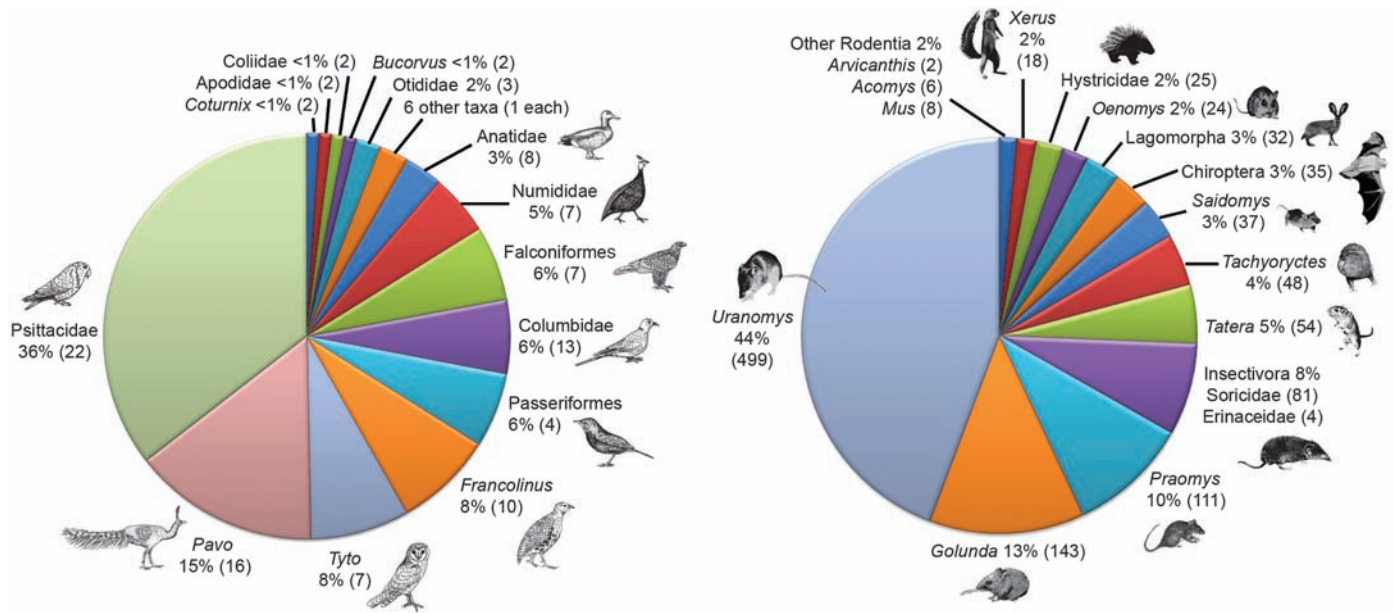 Coliidae <1% (2)
Apodidae <1% (2)
Coturnix <1% (2)
Bucorvus <1% (2)
Otididae 2% (3)
6 other taxa (1 each)
Anatidae
3% (8)
Numididae
5% (7)
Falconiformes
6% (7)
Columbidae
6% (13)
Passeriformes
6% (4)
Francolinus
8% (10)
Tyto
8% (7)
Pavo
15% (16)
Psittacidae
36% (22)
Other Rodentia 2%
Arvicanthis (2)
Acomys (6)
Mus (8)
Xerus
2%
(18)
Hystricidae 2% (25)
Oenomys 2% (24)
Lagomorpha 3% (32)
Chiroptera 3% (35)
Saidomys
3% (37)
Tachyoryctes
4% (48)
Tatera 5% (54)
Insectivora 8%
Soricidae (81)
Erinaceidae (4)
Praomys
10% (111)
Golunda 13% (143)
Uranomys
44%
(499)